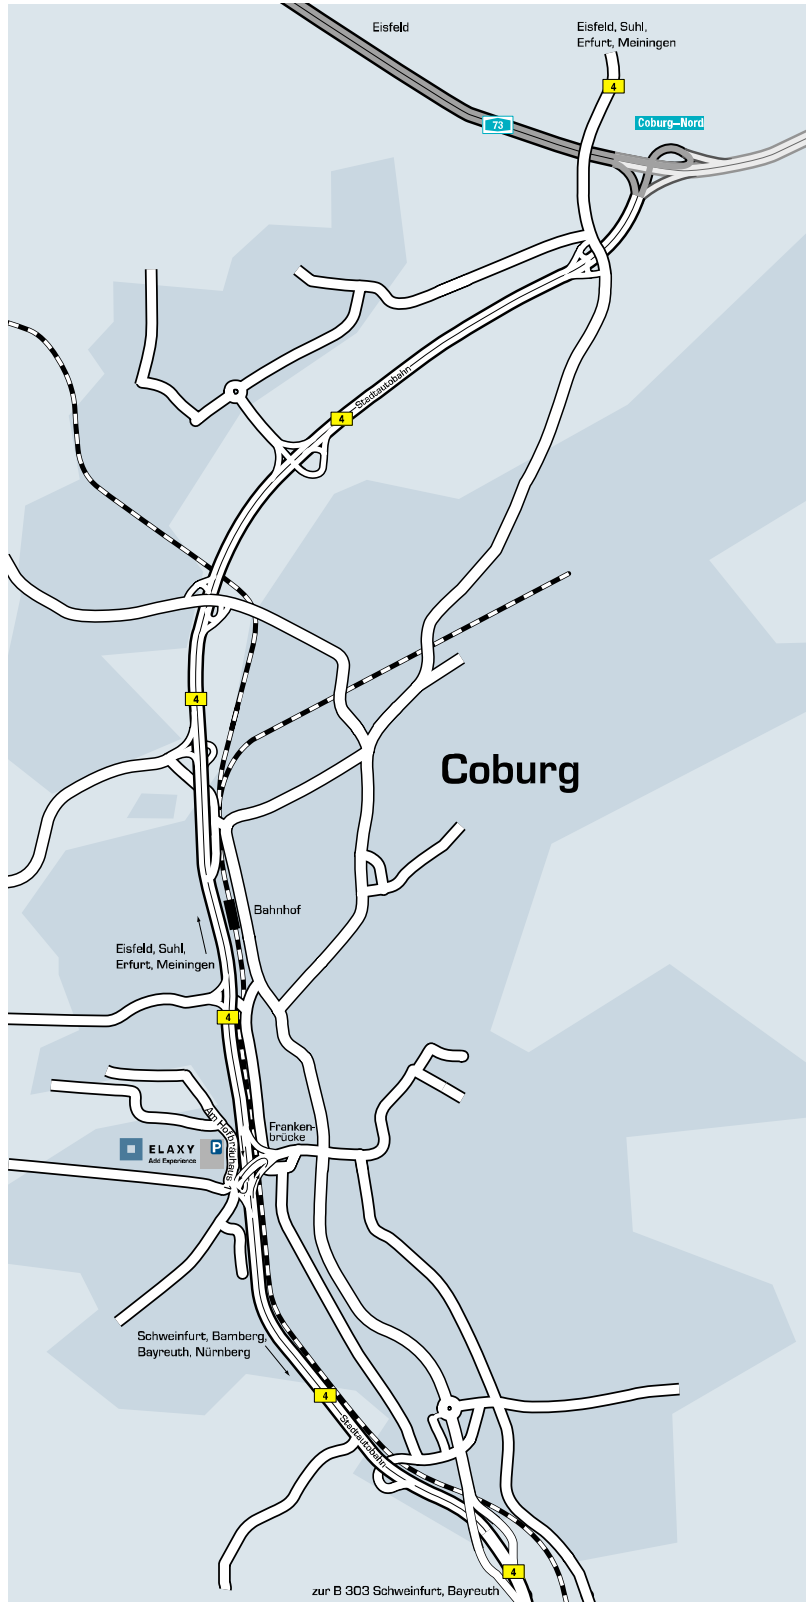 Eisfeld
Eisfeld, Suhl,
Erfurt, Meiningen
4
73
Coburg–Nord
Stadtautobahn
4
4
Coburg
Bahnhof
Eisfeld, Suhl,
Erfurt, Meiningen
4
Am Hofbräuhaus 1
Franken-
brücke
ELAXY
Add Experience
P
Schweinfurt, Bamberg,
Bayreuth, Nürnberg
4
Stadtautobahn
4
zur B 303 Schweinfurt, Bayreuth